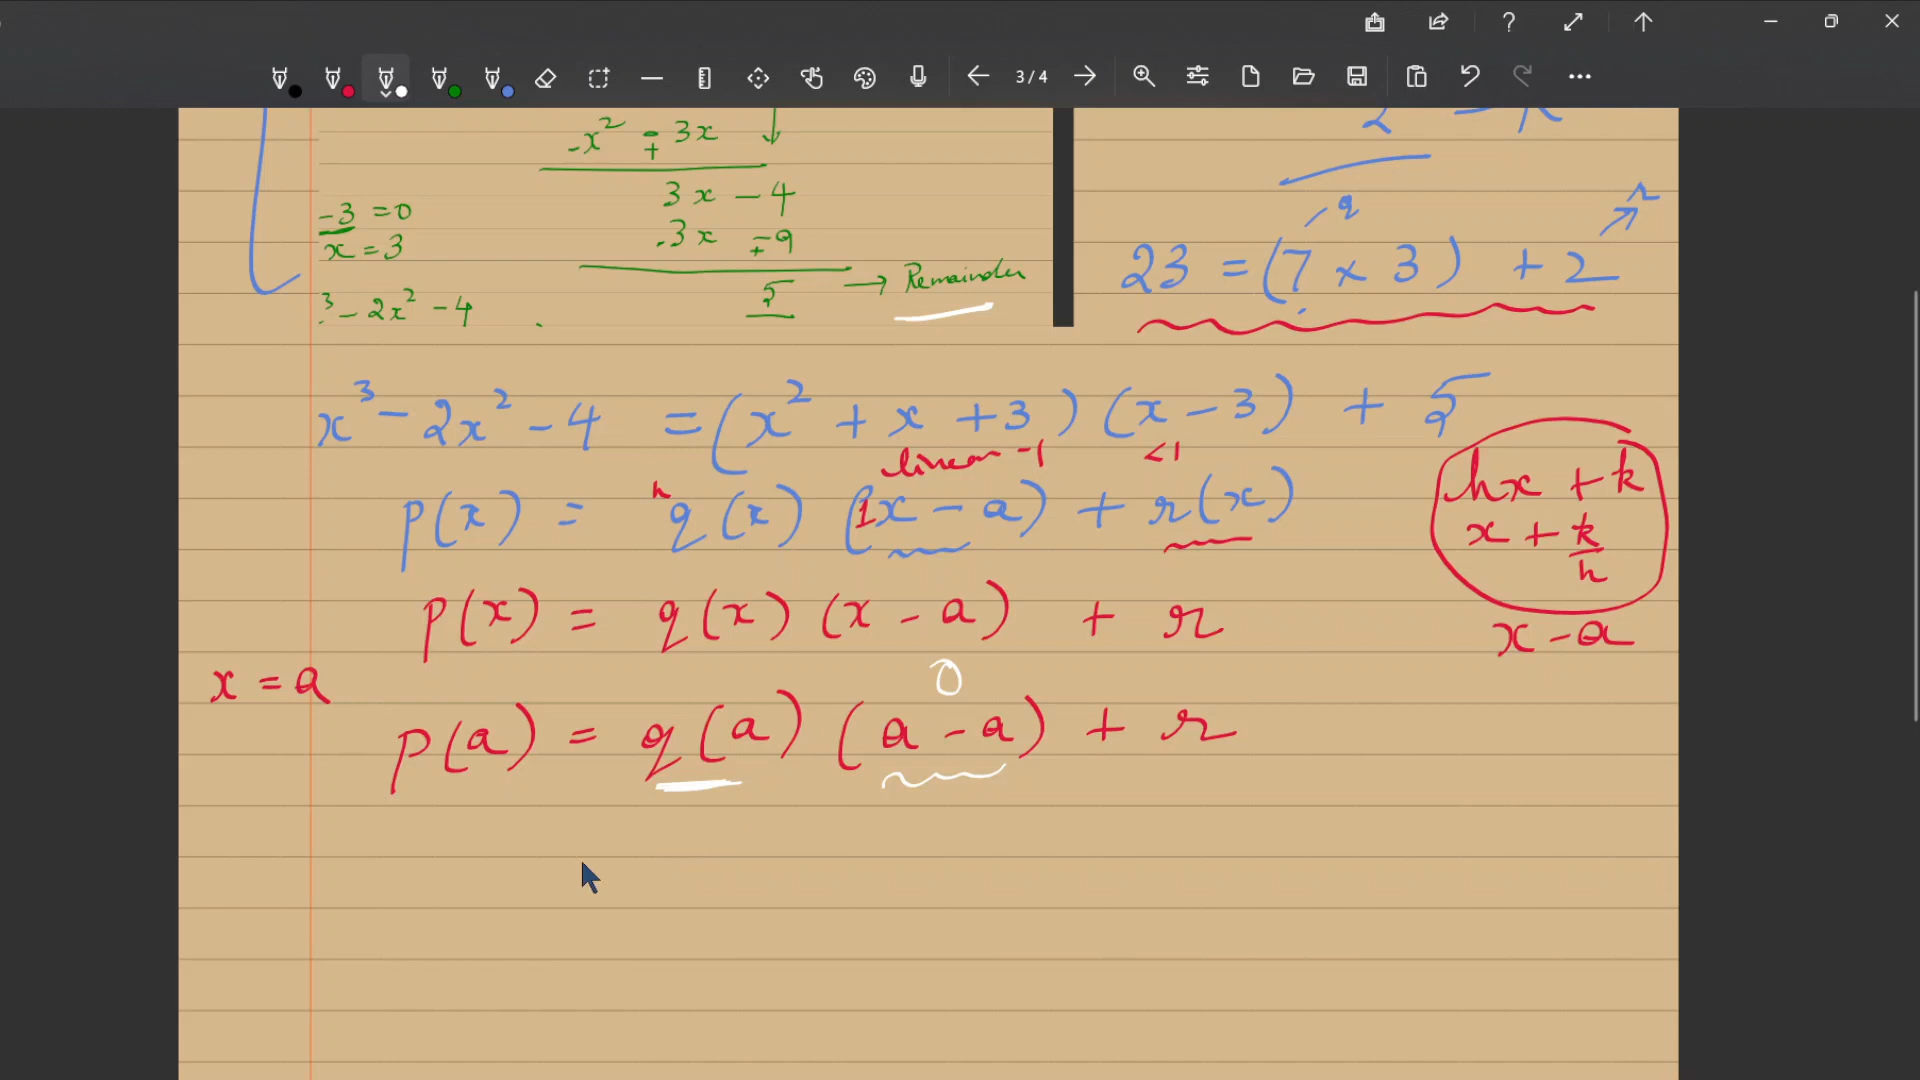 3/4
-x² - 3x
+
3x - 4
-3x - 9
+
5 → Remainder
-3 = 0
x = 3
3 - 2x² - 4
2
q
r
23 = (7 x 3) + 2
x³ - 2x² - 4 = (x² + x + 3) (x - 3) + 5
linear - 1 <1
n
p(x) = q(x) (1x - a) + r(x)
hx + k
x + k/h
x - a
p(x) = q(x) (x - a) + r
x = a
0
p(a) = q(a) (a - a) + r